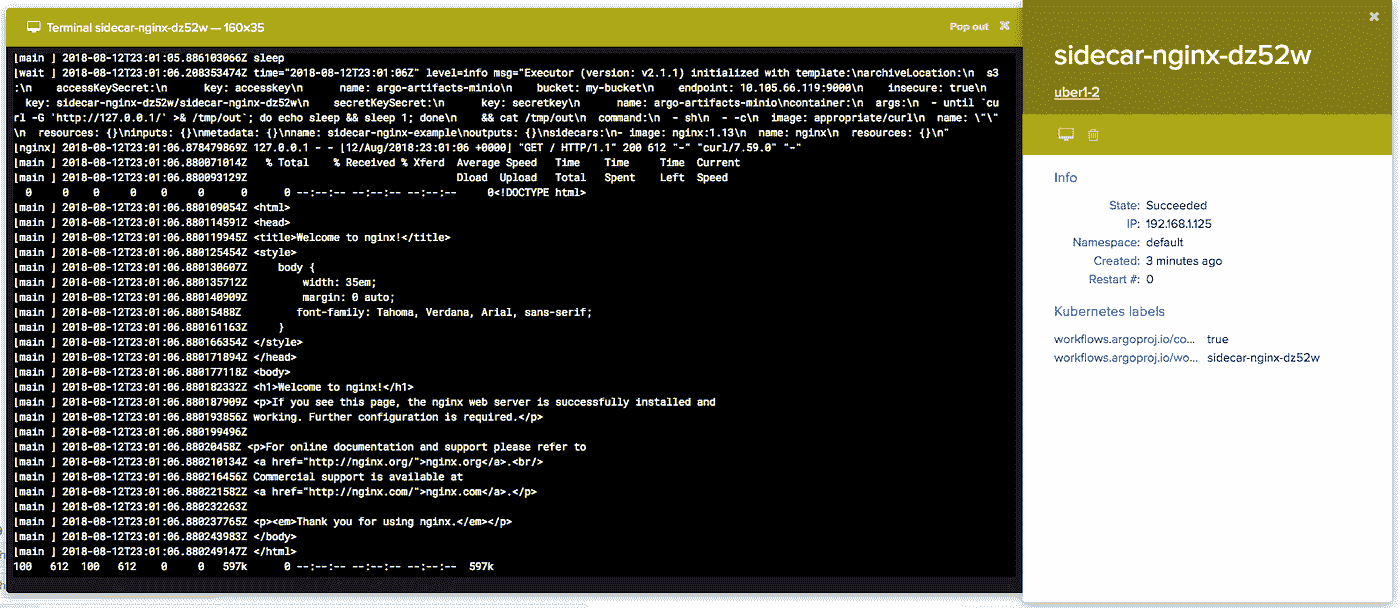 Terminal sidecar-nginx-dz52w — 160x35
Pop out
[main ] 2018-08-12T23:01:05.886103066Z sleep
[wait ] 2018-08-12T23:01:06.208353474Z time="2018-08-12T23:01:06Z" level=info msg="Executor (version: v2.1.1) initialized with template:\narchiveLocation:\n  s3
:\n    accessKeySecret:\n      key: accesskey\n      name: argo-artifacts-minio\n    bucket: my-bucket\n    endpoint: 10.105.66.119:9000\n    insecure: true\n
  key: sidecar-nginx-dz52w/sidecar-nginx-dz52w\n    secretKeySecret:\n      key: secretkey\n      name: argo-artifacts-minio\ncontainer:\n  args:\n  - until `cu
rl -G 'http://127.0.0.1/' >& /tmp/out`; do echo sleep && sleep 1; done\n    && cat /tmp/out\n  command:\n  - sh\n  - -c\n  image: appropriate/curl\n  name: \"\"
\n  resources: {}\ninputs: {}\nmetadata: {}\nname: sidecar-nginx-example\noutputs: {}\nsidecars:\n- image: nginx:1.13\n  name: nginx\n  resources: {}\n"
[nginx] 2018-08-12T23:01:06.878479869Z 127.0.0.1 - - [12/Aug/2018:23:01:06 +0000] "GET / HTTP/1.1" 200 612 "-" "curl/7.59.0" "-"
[main ] 2018-08-12T23:01:06.880071014Z   % Total    % Received % Xferd  Average Speed   Time    Time     Time  Current
[main ] 2018-08-12T23:01:06.880093129Z                                  Dload  Upload   Total   Spent    Left  Speed
  0     0    0     0    0     0      0      0 --:--:-- --:--:-- --:--:--     0<!DOCTYPE html>
[main ] 2018-08-12T23:01:06.880109054Z <html>
[main ] 2018-08-12T23:01:06.880114591Z <head>
[main ] 2018-08-12T23:01:06.880119945Z <title>Welcome to nginx!</title>
[main ] 2018-08-12T23:01:06.880125454Z <style>
[main ] 2018-08-12T23:01:06.880130607Z     body {
[main ] 2018-08-12T23:01:06.880135712Z         width: 35em;
[main ] 2018-08-12T23:01:06.880140909Z         margin: 0 auto;
[main ] 2018-08-12T23:01:06.88015488Z         font-family: Tahoma, Verdana, Arial, sans-serif;
[main ] 2018-08-12T23:01:06.880161163Z     }
[main ] 2018-08-12T23:01:06.880166354Z </style>
[main ] 2018-08-12T23:01:06.880171894Z </head>
[main ] 2018-08-12T23:01:06.880177118Z <body>
[main ] 2018-08-12T23:01:06.880182332Z <h1>Welcome to nginx!</h1>
[main ] 2018-08-12T23:01:06.880187909Z <p>If you see this page, the nginx web server is successfully installed and
[main ] 2018-08-12T23:01:06.880193856Z working. Further configuration is required.</p>
[main ] 2018-08-12T23:01:06.880199496Z
[main ] 2018-08-12T23:01:06.88020458Z <p>For online documentation and support please refer to
[main ] 2018-08-12T23:01:06.880210134Z <a href="http://nginx.org/">nginx.org</a>.<br/>
[main ] 2018-08-12T23:01:06.880216456Z Commercial support is available at
[main ] 2018-08-12T23:01:06.880221582Z <a href="http://nginx.com/">nginx.com</a>.</p>
[main ] 2018-08-12T23:01:06.880232263Z
[main ] 2018-08-12T23:01:06.880237765Z <p><em>Thank you for using nginx.</em></p>
[main ] 2018-08-12T23:01:06.880243983Z </body>
[main ] 2018-08-12T23:01:06.880249147Z </html>
100   612  100   612    0     0   597k      0 --:--:-- --:--:-- --:--:--  597k
sidecar-nginx-dz52w
uber1-2
Info
State: Succeeded
IP: 192.168.1.125
Namespace: default
Created: 3 minutes ago
Restart #: 0
Kubernetes labels
workflows.argoproj.io/co... true
workflows.argoproj.io/wo... sidecar-nginx-dz52w